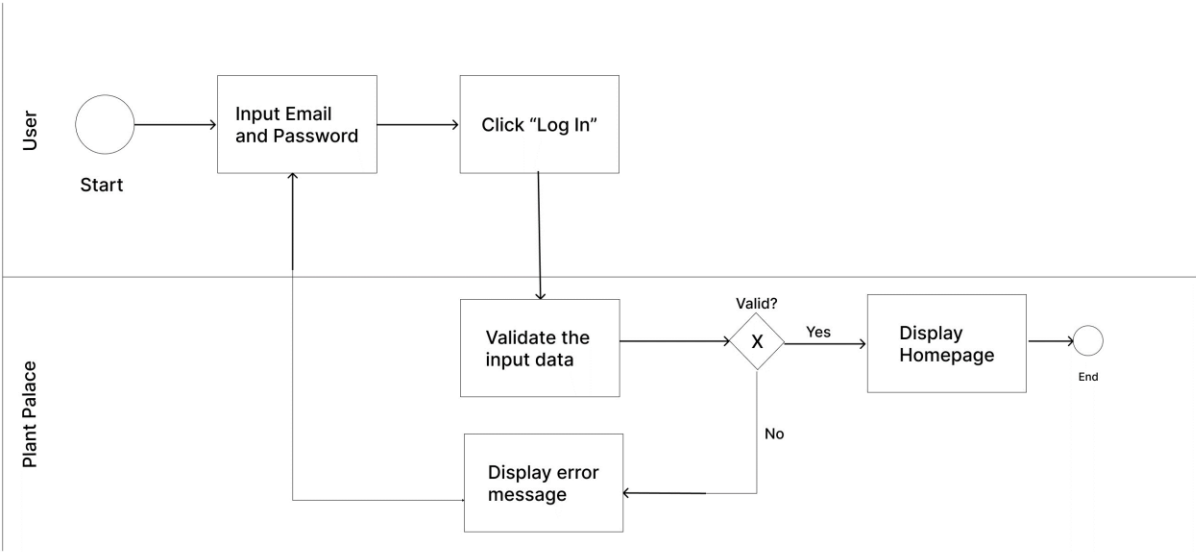 User
Start
Input Email
and Password
Click “Log In”
Plant Palace
Validate the
input data
Valid?
X
Yes
Display
Homepage
End
No
Display error
message